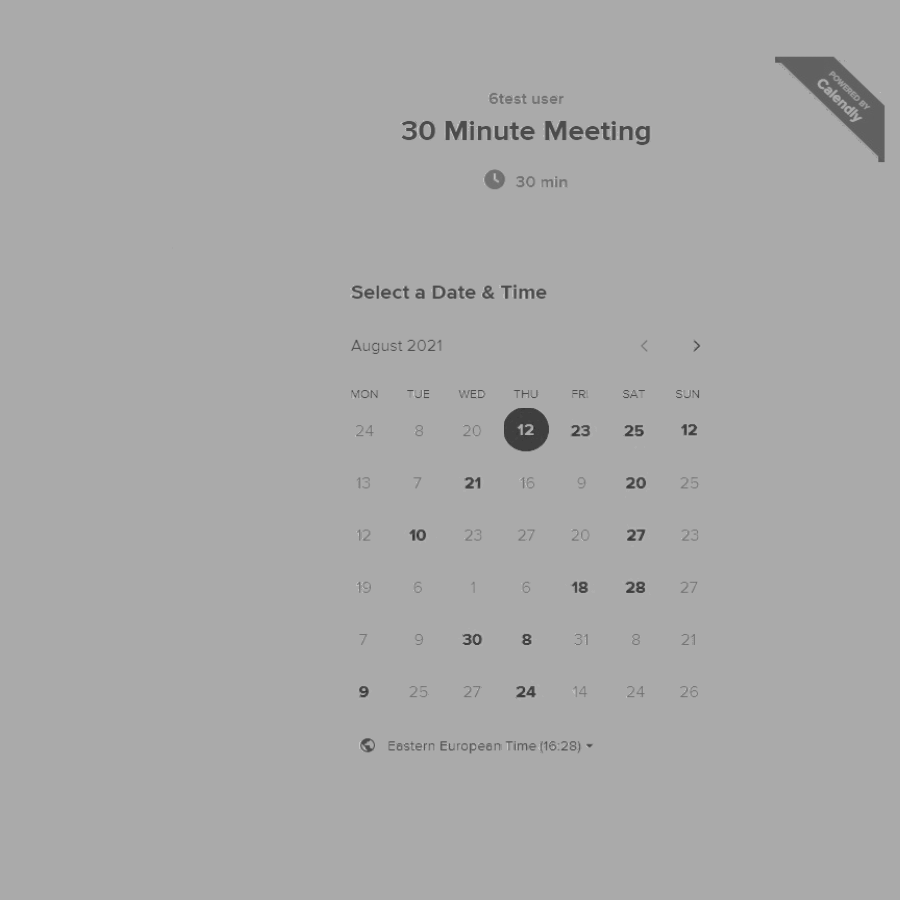 POWERED BY
Calendly
6test user
30 Minute Meeting
30 min
Select a Date & Time
August 2021
MON TUE WED THU FRI SAT SUN
24 8 20 12 23 25 12
13 7 21 16 9 20 25
12 10 23 27 20 27 23
19 6 1 6 18 28 27
7 9 30 8 31 8 21
9 25 27 24 14 24 26
Eastern European Time (16:28)